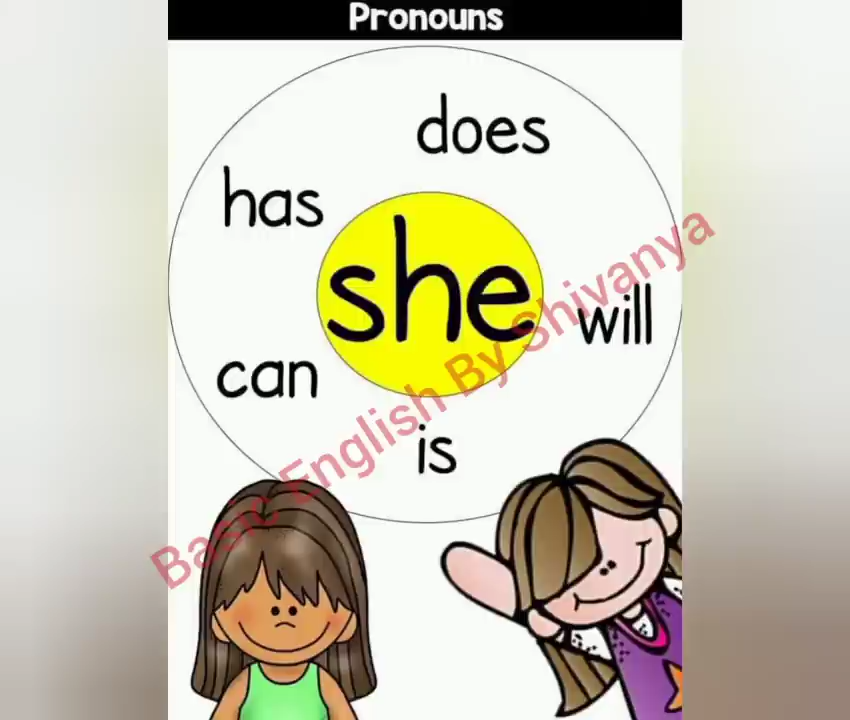 Pronouns
does
has
she
will
can
is
Basic English By Shivanya